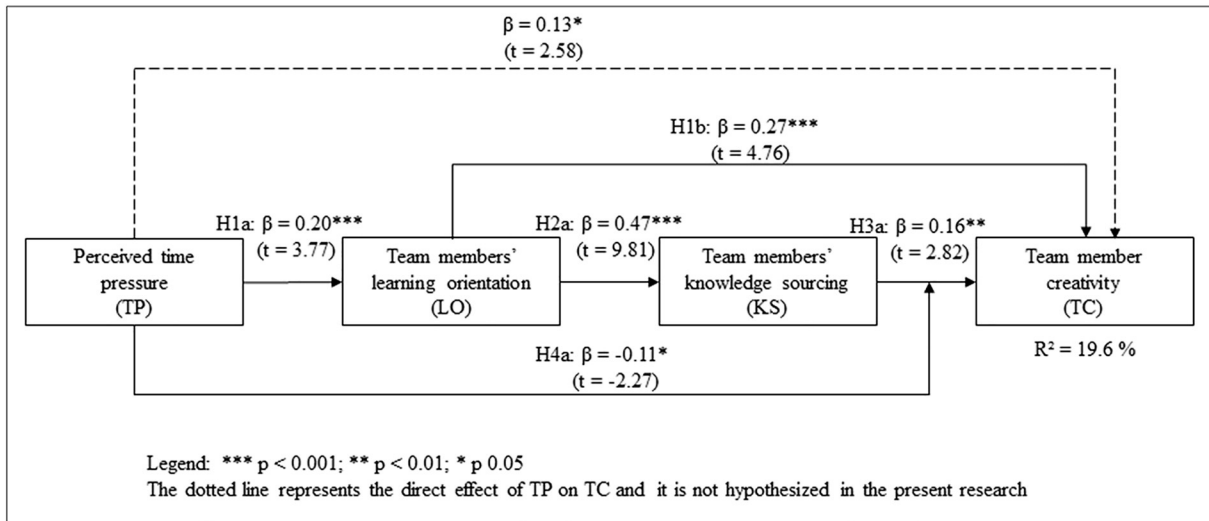 β = 0.13*
(t = 2.58)
H1b: β = 0.27***
(t = 4.76)
H1a: β = 0.20***
(t = 3.77)
H2a: β = 0.47***
(t = 9.81)
H3a: β = 0.16**
(t = 2.82)
Perceived time
pressure
(TP)
Team members’
learning orientation
(LO)
Team members’
knowledge sourcing
(KS)
Team member
creativity
(TC)
H4a: β = -0.11*
(t = -2.27)
R² = 19.6 %
Legend: *** p < 0.001; ** p < 0.01; * p 0.05
The dotted line represents the direct effect of TP on TC and it is not hypothesized in the present research